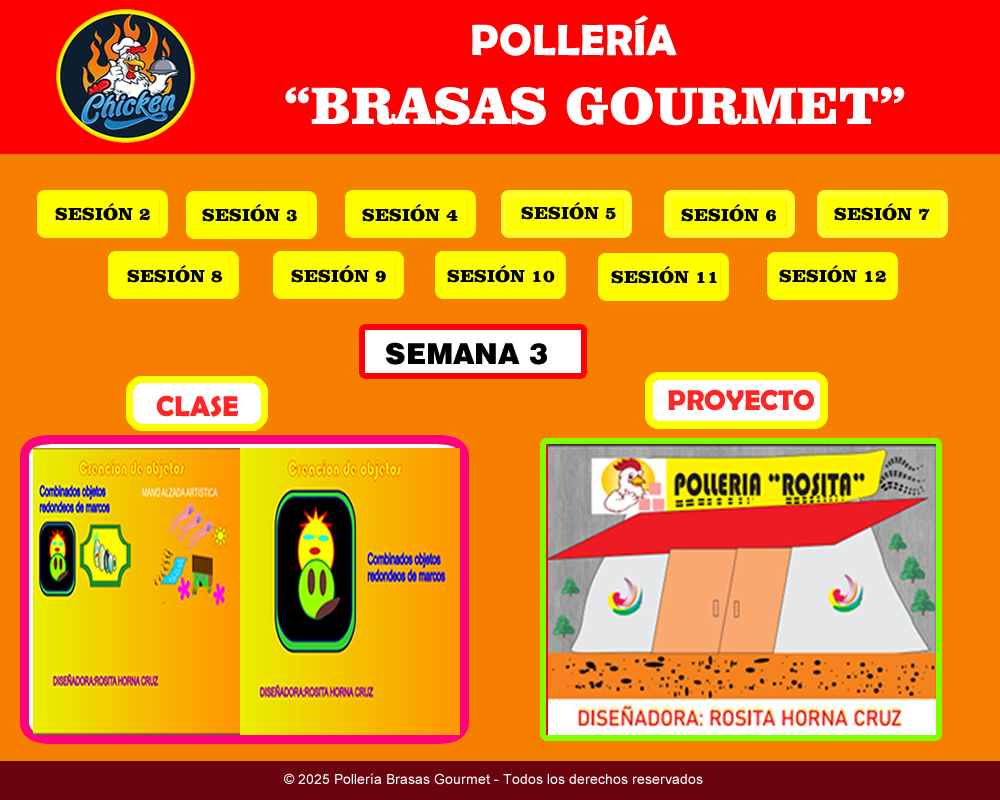 Chicken
POLLERÍA
“BRASAS GOURMET”
SESIÓN 2
SESIÓN 3
SESIÓN 4
SESIÓN 5
SESIÓN 6
SESIÓN 7
SESIÓN 8
SESIÓN 9
SESIÓN 10
SESIÓN 11
SESIÓN 12
SEMANA 3
CLASE
PROYECTO
Creacion de objetos
Combinados objetos
redondeos de marcos
MANO ALZADA ARTISTICA
DISEÑADORA:ROSITA HORNA CRUZ
Creacion de objetos
Combinados objetos
redondeos de marcos
DISEÑADORA:ROSITA HORNA CRUZ
POLLERIA “ROSITA”
DISEÑADORA: ROSITA HORNA CRUZ
© 2025 Pollería Brasas Gourmet - Todos los derechos reservados